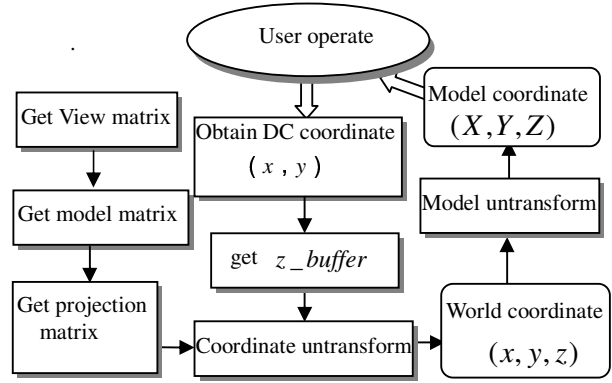 User operate
Get View matrix
Get model matrix
Get projection
matrix
Obtain DC coordinate
(x, y)
get z_buffer
Coordinate untransform
World coordinate
(x, y, z)
Model untransform
Model coordinate
(X,Y,Z)